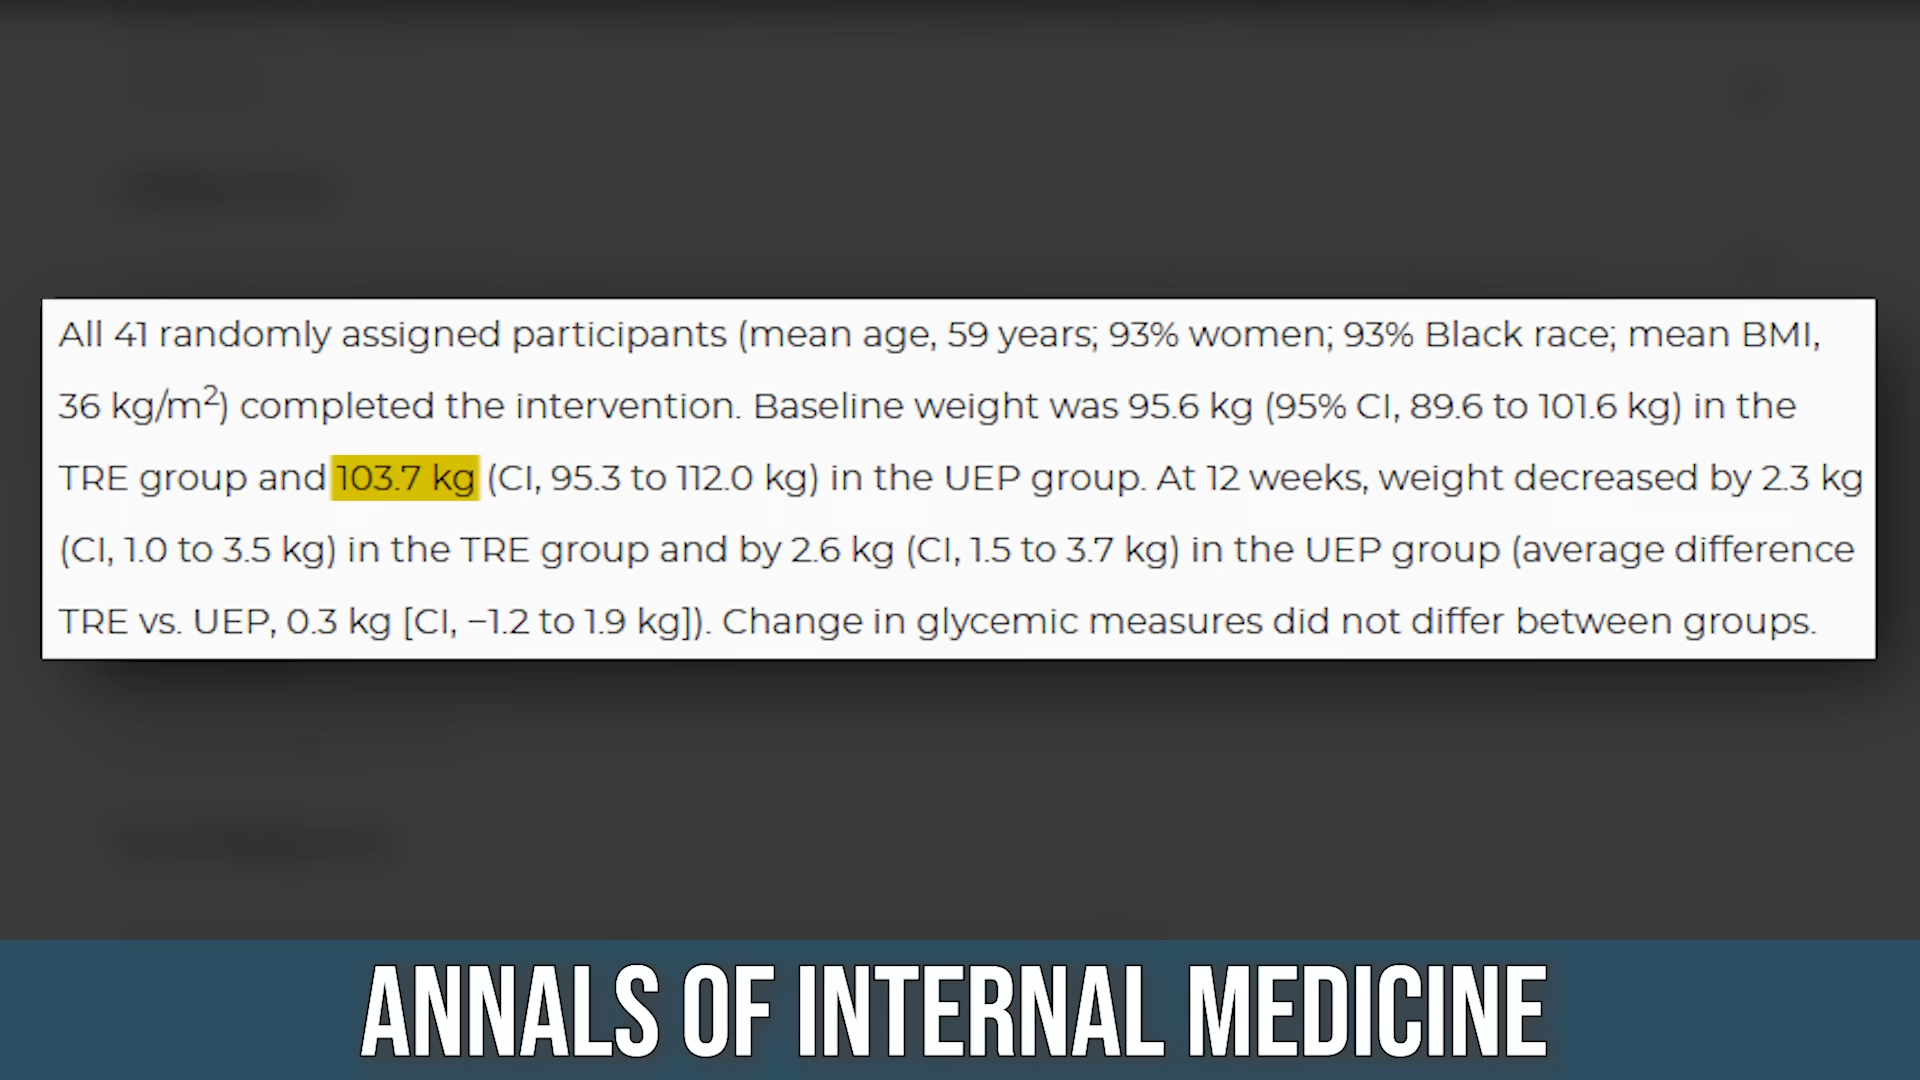 All 41 randomly assigned participants (mean age, 59 years; 93% women; 93% Black race; mean BMI,
36 kg/m²) completed the intervention. Baseline weight was 95.6 kg (95% CI, 89.6 to 101.6 kg) in the
TRE group and 103.7 kg (CI, 95.3 to 112.0 kg) in the UEP group. At 12 weeks, weight decreased by 2.3 kg
(CI, 1.0 to 3.5 kg) in the TRE group and by 2.6 kg (CI, 1.5 to 3.7 kg) in the UEP group (average difference
TRE vs. UEP, 0.3 kg [CI, −1.2 to 1.9 kg]). Change in glycemic measures did not differ between groups.
ANNALS OF INTERNAL MEDICINE